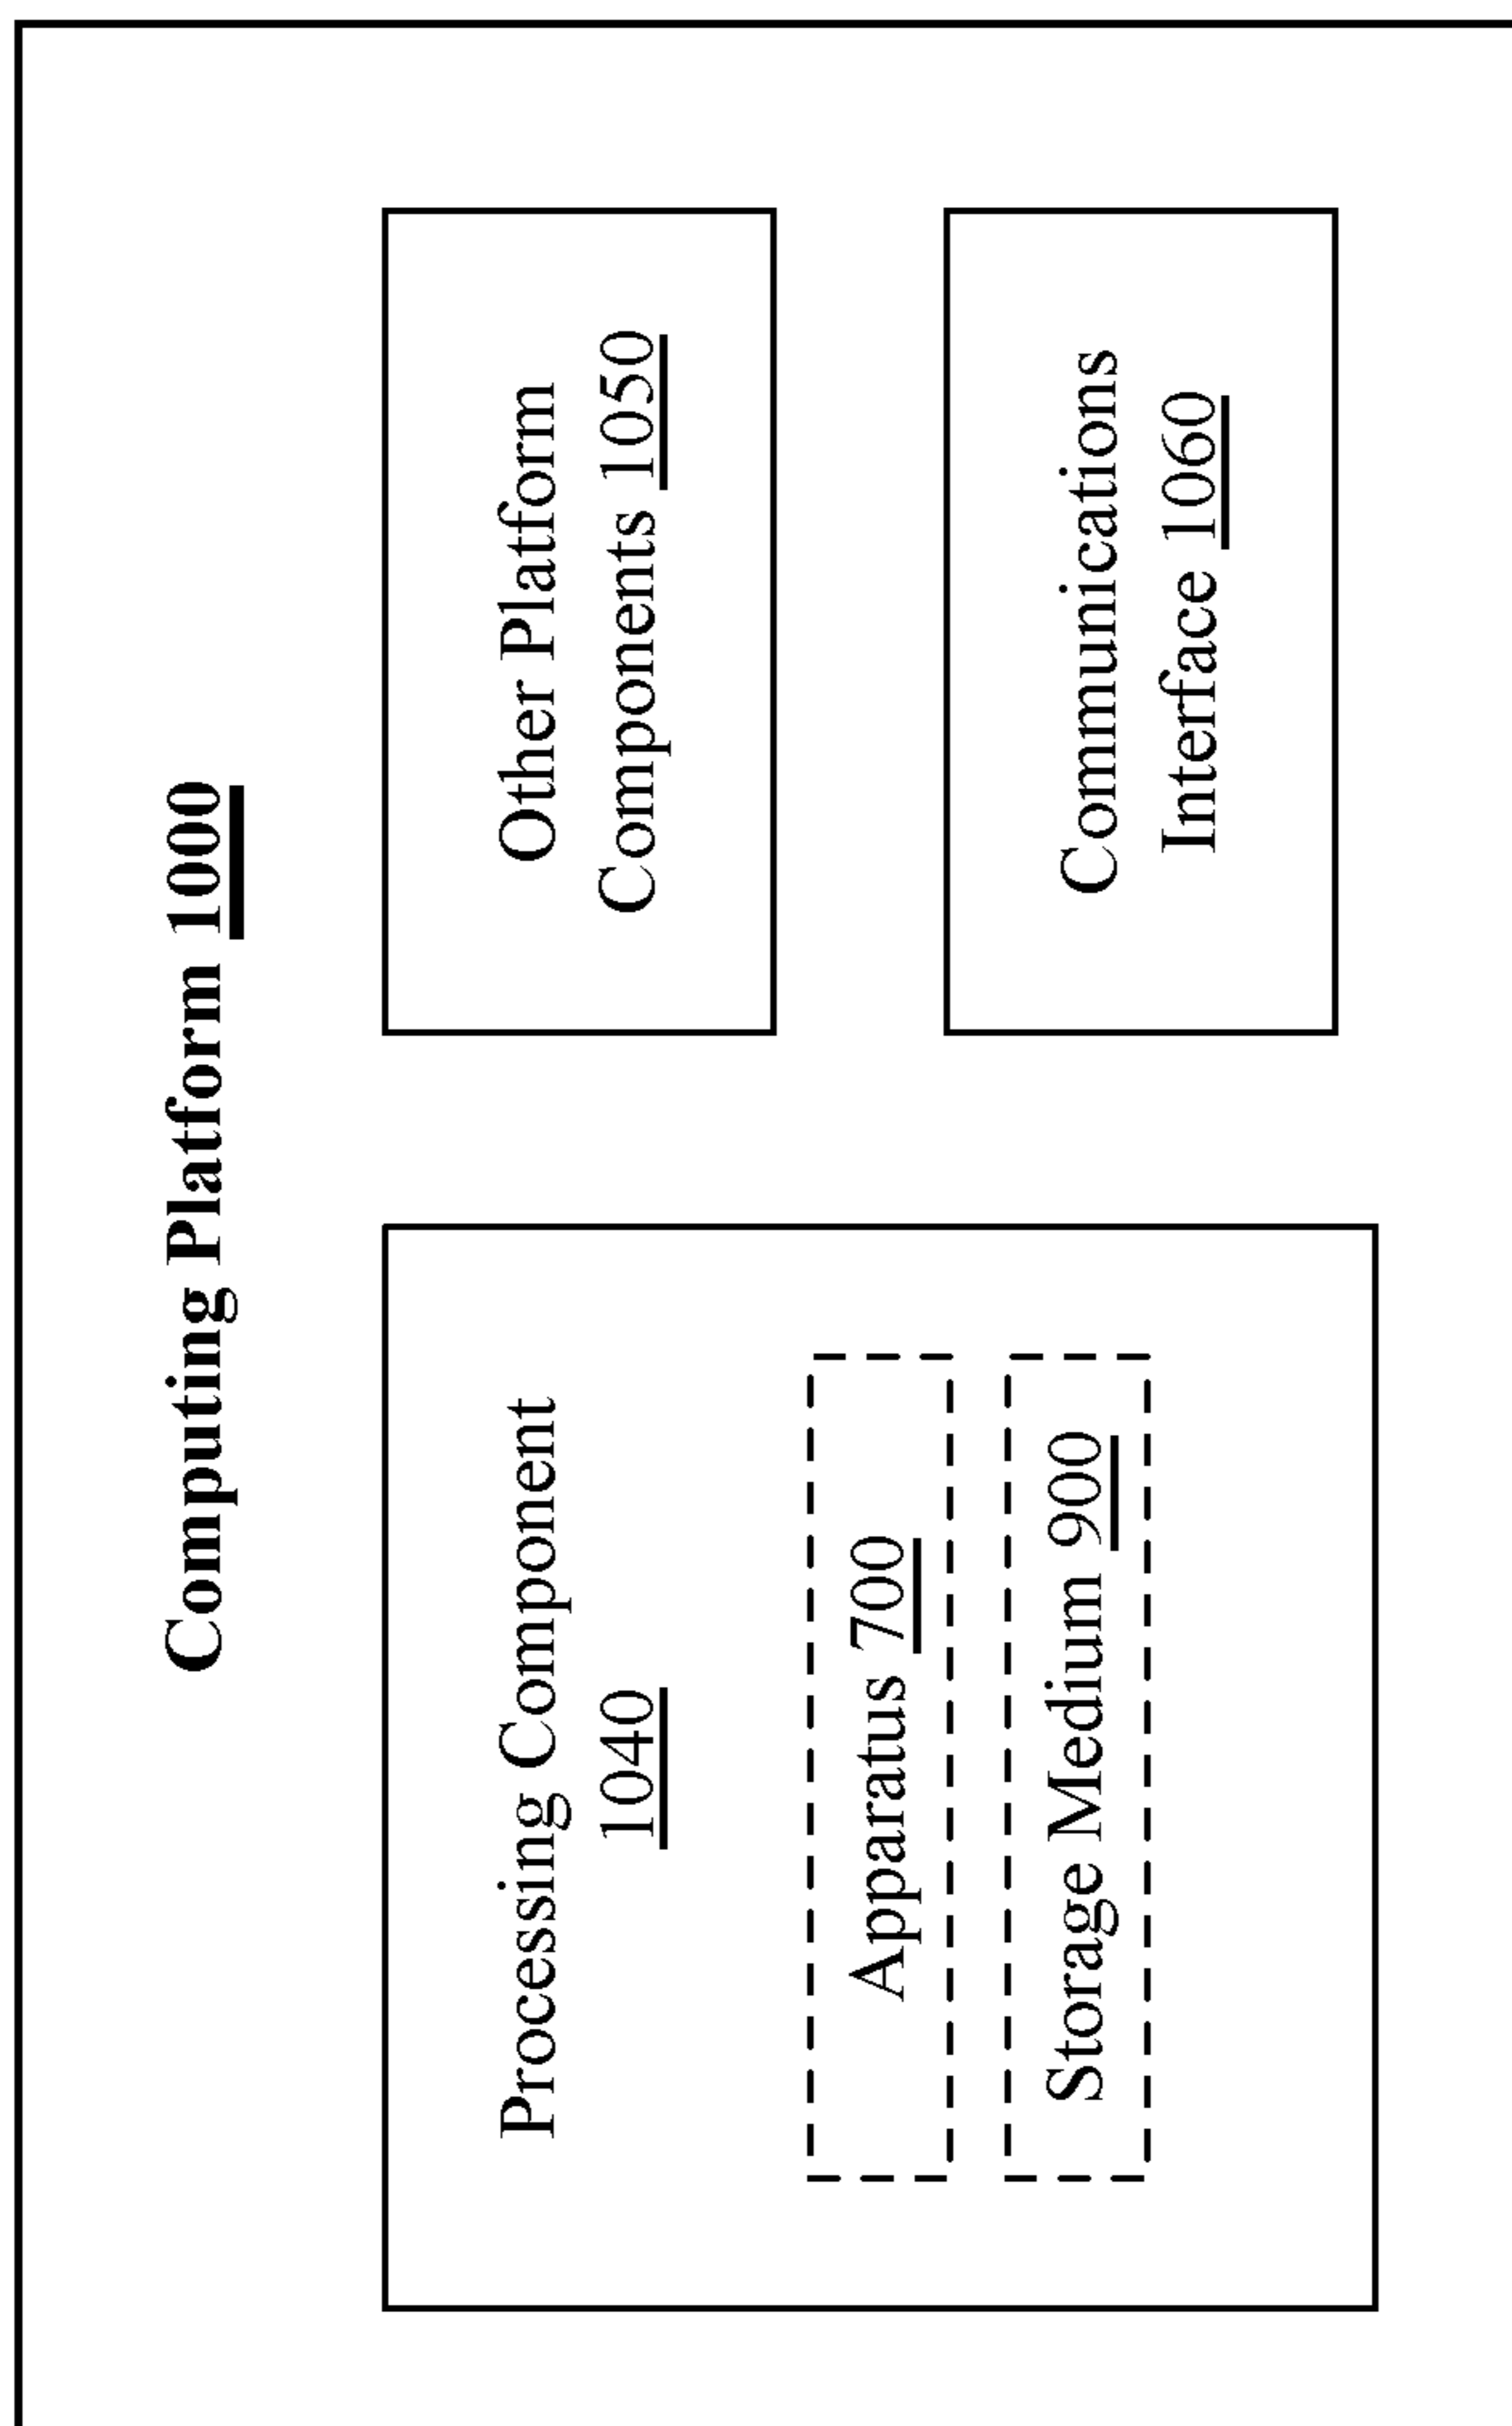 Computing Platform 1000
Processing Component
1040
Apparatus 700
Storage Medium 900
Other Platform
Components 1050
Communications
Interface 1060